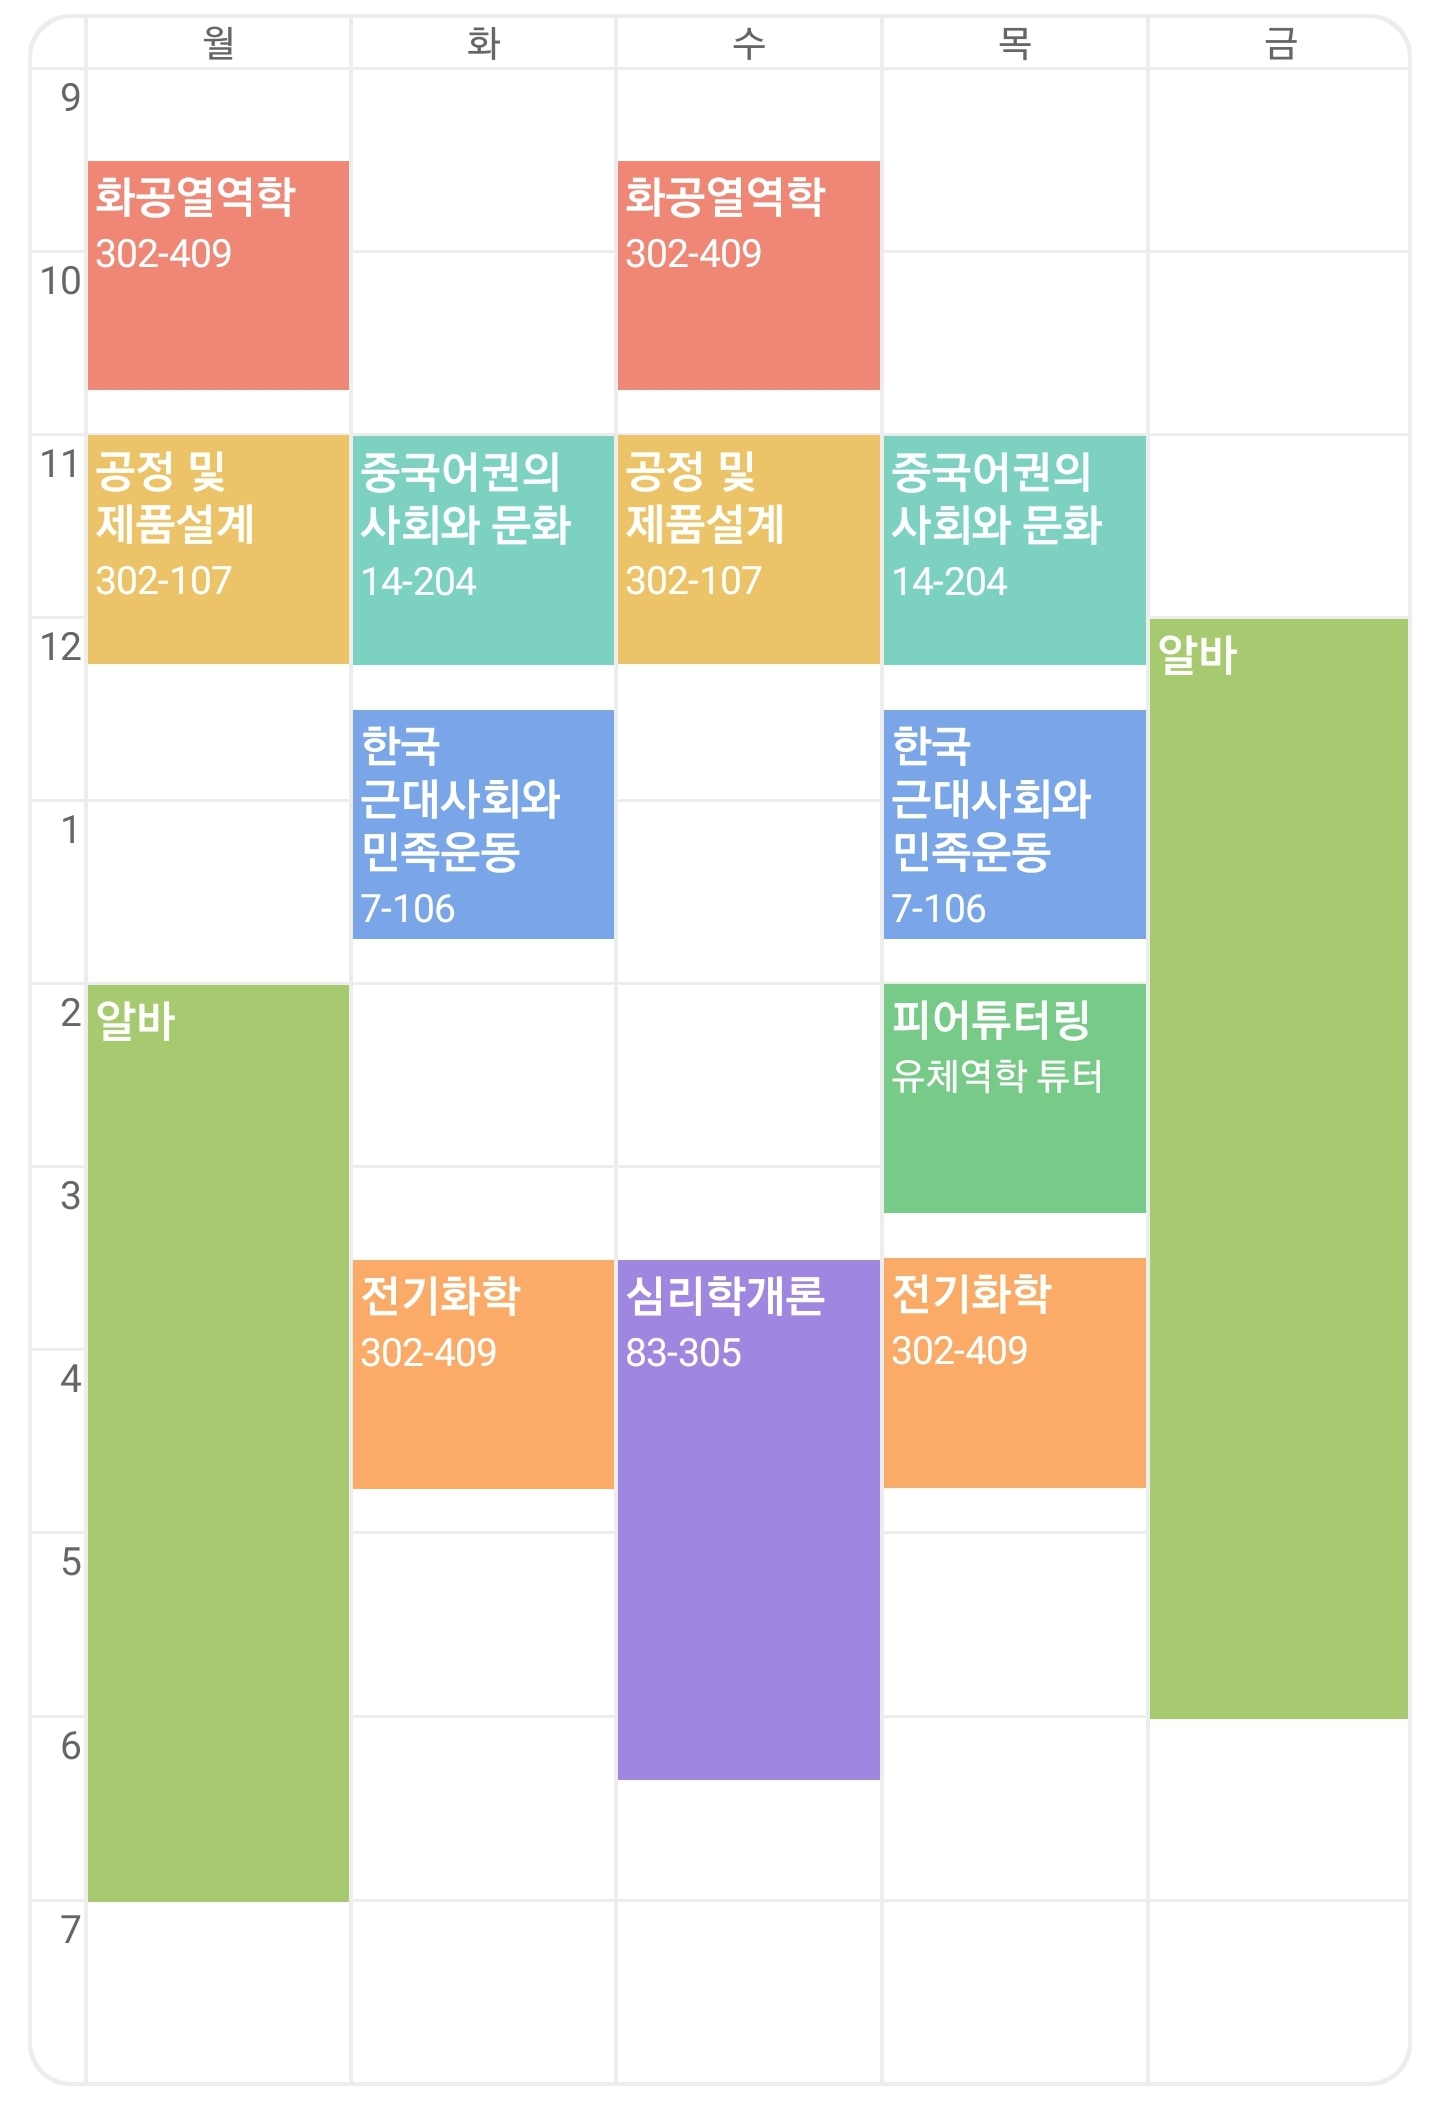 월 화 수 목 금
9
화공열역학
302-409
화공열역학
302-409
10
11
공정 및
제품설계
302-107
중국어권의
사회와 문화
14-204
공정 및
제품설계
302-107
중국어권의
사회와 문화
14-204
12
알바
한국
근대사회와
민족운동
7-106
한국
근대사회와
민족운동
7-106
1
2
알바
피어튜터링
유체역학 튜터
3
전기화학
302-409
심리학개론
83-305
전기화학
302-409
4
5
6
7